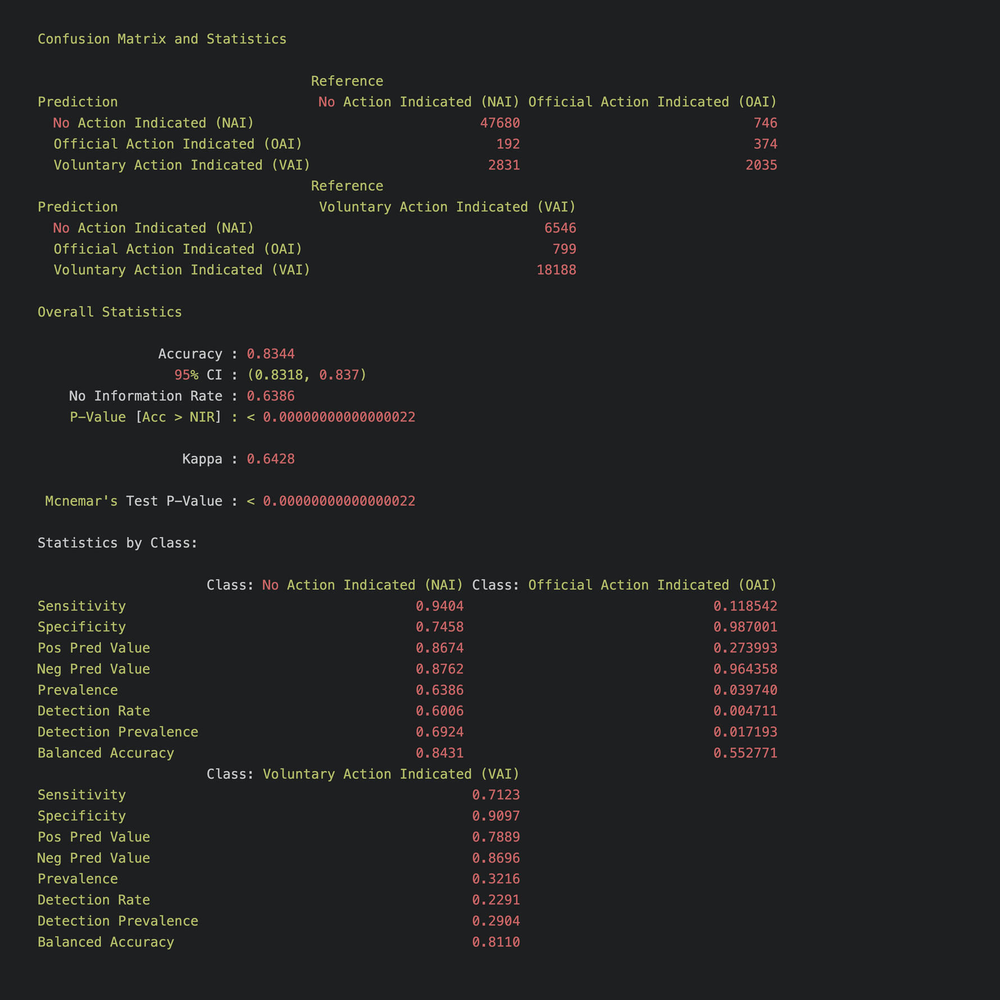 Confusion Matrix and Statistics
Reference
Prediction No Action Indicated (NAI) Official Action Indicated (OAI)
No Action Indicated (NAI) 47680 746
Official Action Indicated (OAI) 192 374
Voluntary Action Indicated (VAI) 2831 2035
Reference
Prediction Voluntary Action Indicated (VAI)
No Action Indicated (NAI) 6546
Official Action Indicated (OAI) 799
Voluntary Action Indicated (VAI) 18188
Overall Statistics
Accuracy : 0.8344
95% CI : (0.8318, 0.837)
No Information Rate : 0.6386
P-Value [Acc > NIR] : < 0.00000000000000022
Kappa : 0.6428
Mcnemar's Test P-Value : < 0.00000000000000022
Statistics by Class:
Class: No Action Indicated (NAI) Class: Official Action Indicated (OAI)
Sensitivity 0.9404 0.118542
Specificity 0.7458 0.987001
Pos Pred Value 0.8674 0.273993
Neg Pred Value 0.8762 0.964358
Prevalence 0.6386 0.039740
Detection Rate 0.6006 0.004711
Detection Prevalence 0.6924 0.017193
Balanced Accuracy 0.8431 0.552771
Class: Voluntary Action Indicated (VAI)
Sensitivity 0.7123
Specificity 0.9097
Pos Pred Value 0.7889
Neg Pred Value 0.8696
Prevalence 0.3216
Detection Rate 0.2291
Detection Prevalence 0.2904
Balanced Accuracy 0.8110